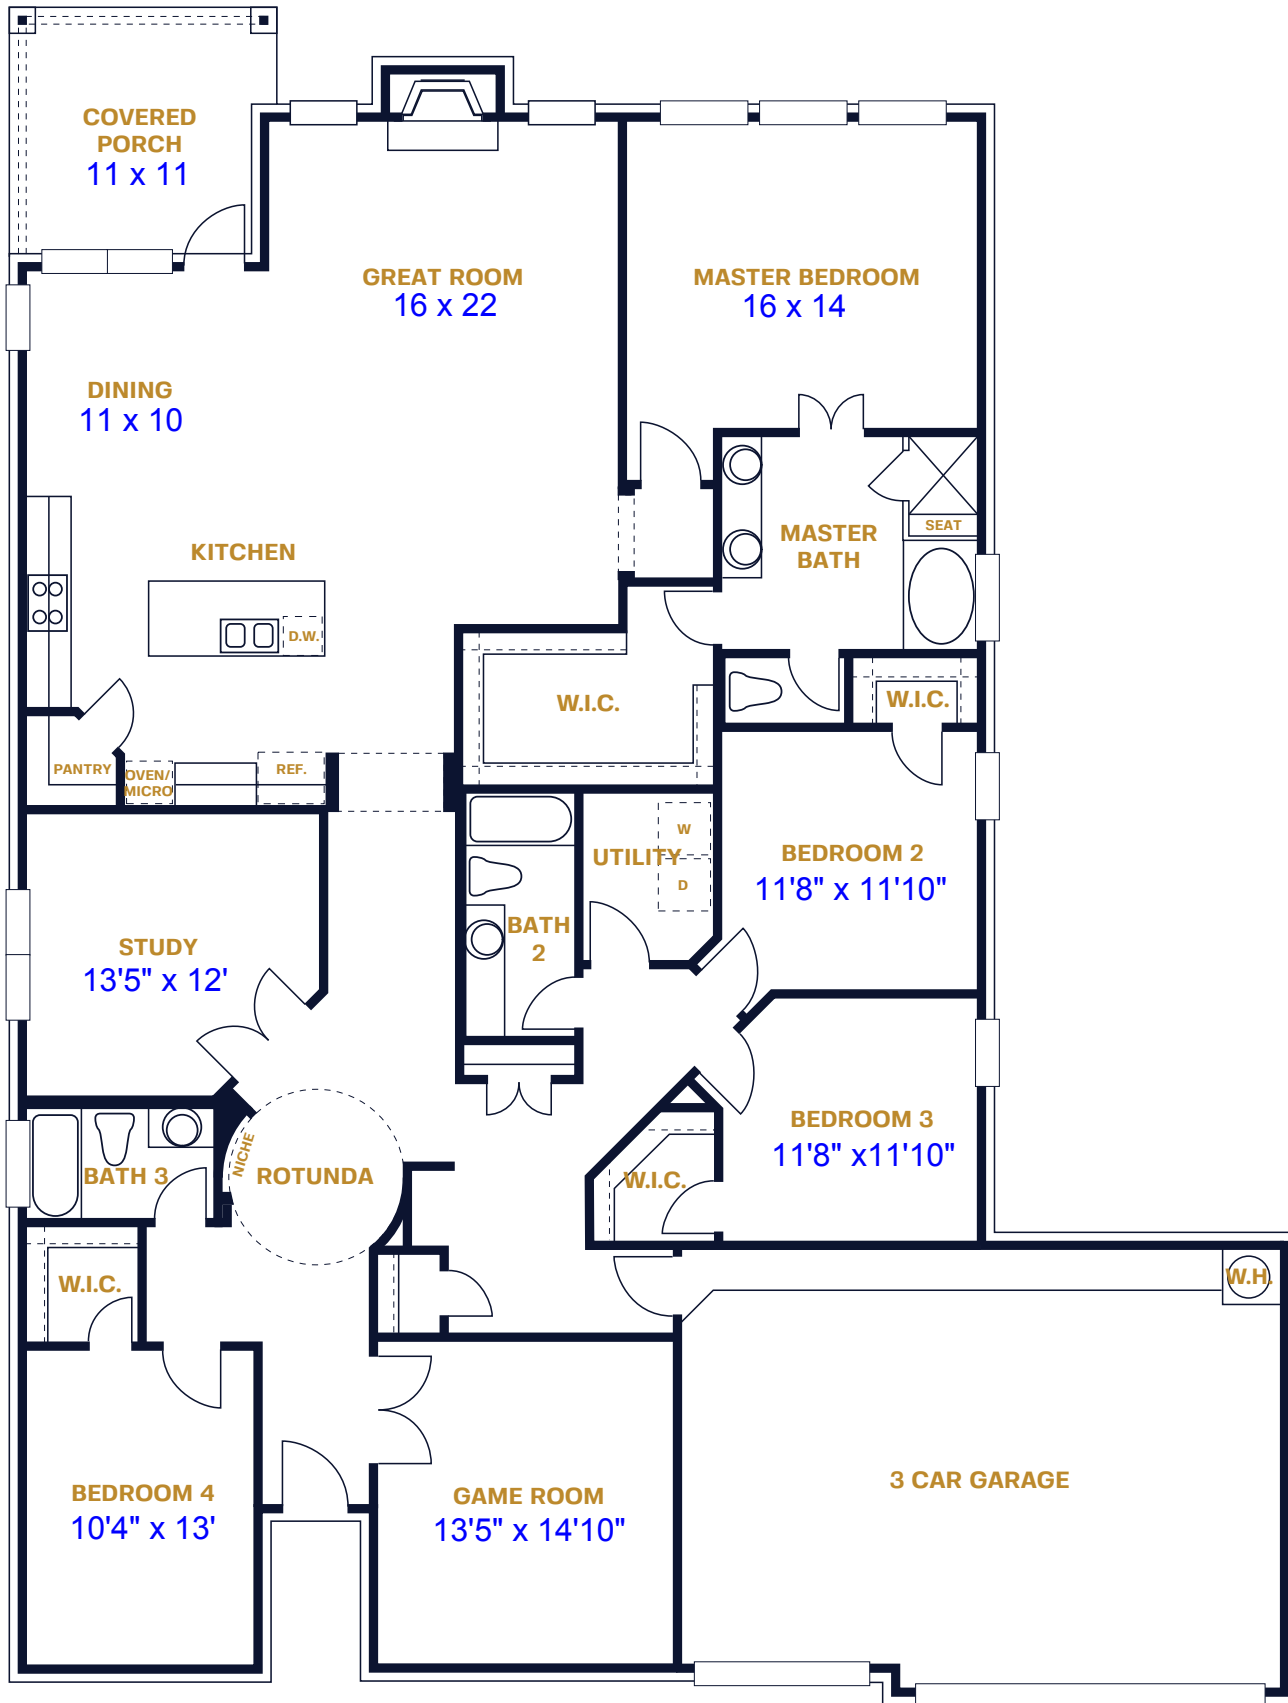 COVERED
PORCH
11 x 11
GREAT ROOM
16 x 22
MASTER BEDROOM
16 x 14
DINING
11 x 10
KITCHEN
D.W.
MASTER
BATH
SEAT
W.I.C.
W.I.C.
PANTRY
OVEN/
MICRO
REF.
W
UTILITY
D
BEDROOM 2
11'8" x 11'10"
BATH
2
STUDY
13'5" x 12'
BEDROOM 3
11'8" x11'10"
NICHE
ROTUNDA
BATH 3
W.I.C.
W.I.C.
W.H.
3 CAR GARAGE
BEDROOM 4
10'4" x 13'
GAME ROOM
13'5" x 14'10"